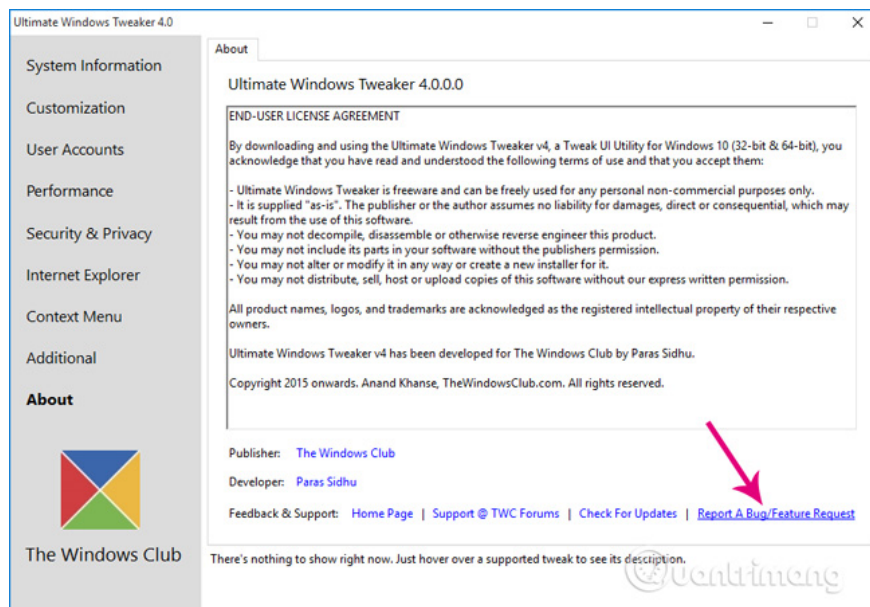 Ultimate Windows Tweaker 4.0
System Information
Customization
User Accounts
Performance
Security & Privacy
Internet Explorer
Context Menu
Additional
About
The Windows Club
About
Ultimate Windows Tweaker 4.0.0.0
END-USER LICENSE AGREEMENT
By downloading and using the Ultimate Windows Tweaker v4, a Tweak UI Utility for Windows 10 (32-bit & 64-bit), you
acknowledge that you have read and understood the following terms of use and that you accept them:
- Ultimate Windows Tweaker is freeware and can be freely used for any personal non-commercial purposes only.
- It is supplied "as-is". The publisher or the author assumes no liability for damages, direct or consequential, which may
result from the use of this software.
- You may not decompile, disassemble or otherwise reverse engineer this product.
- You may not include its parts in your software without the publishers permission.
- You may not alter or modify it in any way or create a new installer for it.
- You may not distribute, sell, host or upload copies of this software without our express written permission.
All product names, logos, and trademarks are acknowledged as the registered intellectual property of their respective
owners.
Ultimate Windows Tweaker v4 has been developed for The Windows Club by Paras Sidhu.
Copyright 2015 onwards. Anand Khanse, TheWindowsClub.com. All rights reserved.
Publisher: The Windows Club
Developer: Paras Sidhu
Feedback & Support: Home Page | Support @ TWC Forums | Check For Updates | Report A Bug/Feature Request
There's nothing to show right now. Just hover over a supported tweak to see its description.
Quantrimang